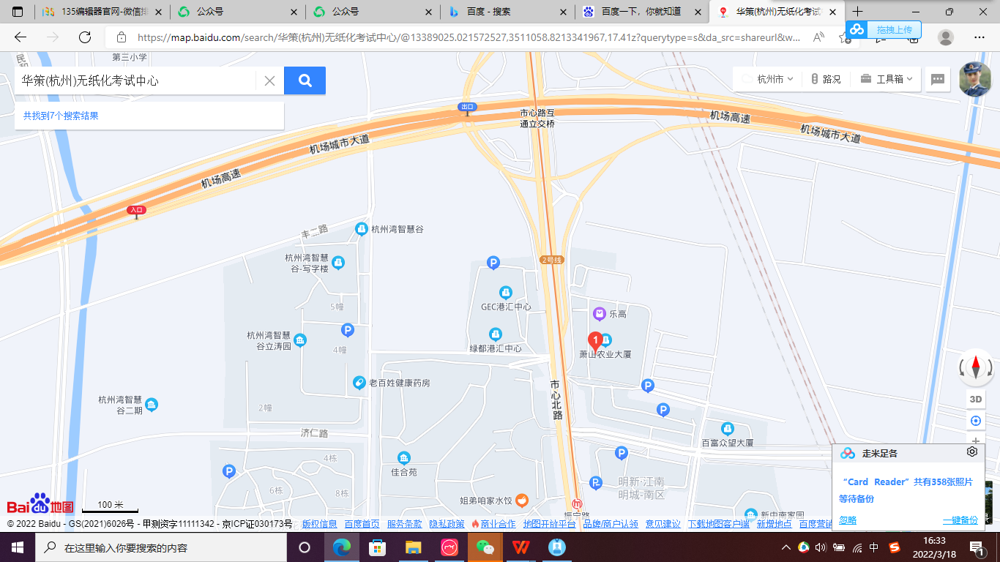 135编辑器官网-微信排
公众号
公众号
百度 - 搜索
百度一下，你就知道
华策(杭州)无纸化考试中
https://map.baidu.com/search/华策(杭州)无纸化考试中心/@13389025.021572527,3511058.8213341967,17.41z?querytype=s&da_src=shareurl&w...
拖拽上传
第三小学
华策(杭州)无纸化考试中心
杭州市
路况
工具箱
共找到7个搜索结果
出口
市心路互
通立交桥
机场高速
机场城市大道
机场城市大道
机场高速
入口
丰二路
杭州湾智慧谷
杭州湾智慧
谷-写字楼
2号线
GEC港汇中心
5幢
乐高
杭州湾智慧
谷立涛园
4幢
绿都港汇中心
1
萧山农业大厦
老百姓健康药房
市心北路
杭州湾智慧
谷二期
2幢
济仁路
百富众望大厦
3D
4栋
佳合苑
6栋
8栋
明新·江南
明城-南区
姐弟咱家水饺
振宁路
新中南家园
走米足各
“Card Reader”共有358张照片
等待备份
忽略
一键备份
Bai地图
100 米
© 2022 Baidu - GS(2021)6026号 - 甲测资字11111342 - 京ICP证030173号
版权信息
百度首页
服务条款
隐私政策
商业合作
地图开放平台
品牌/商户认领
意见建议
下载地图客户端
新增地点
百度营销
在这里输入你要搜索的内容
中
16:33
2022/3/18
1